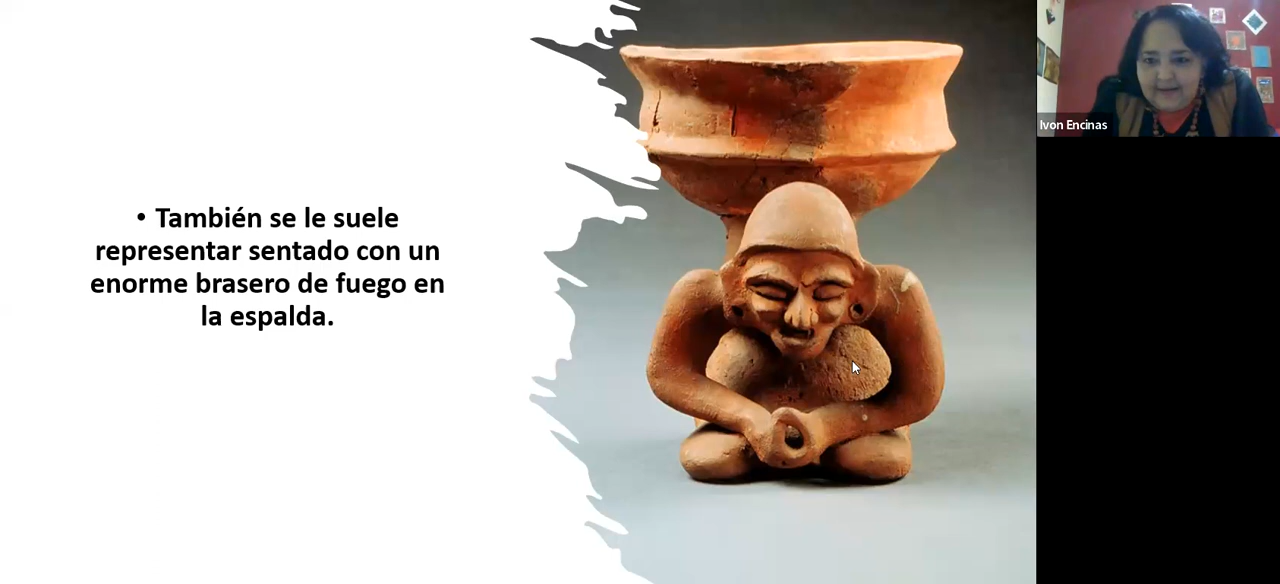 • También se le suele
representar sentado con un
enorme brasero de fuego en
la espalda.
Ivon Encinas